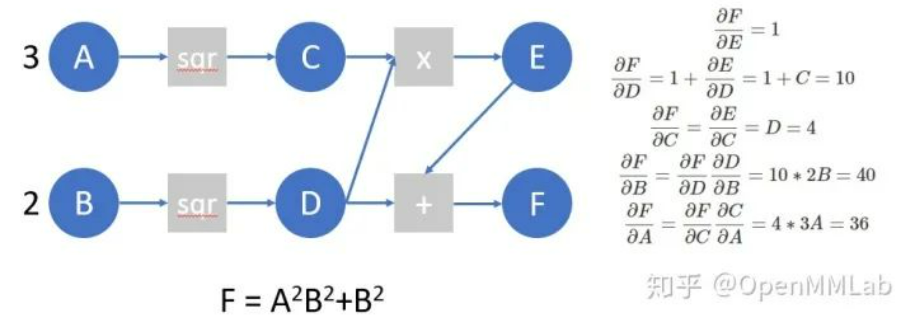 3 A sqr C x E
2 B sqr D + F
F = A²B²+B²
∂F/∂E = 1
∂F/∂D = 1 + ∂E/∂D = 1 + C = 10
∂F/∂C = ∂E/∂C = D = 4
∂F/∂B = ∂F/∂D ∂D/∂B = 10 * 2B = 40
∂F/∂A = ∂F/∂C ∂C/∂A = 4 * 3A = 36
知乎 @OpenMMLab